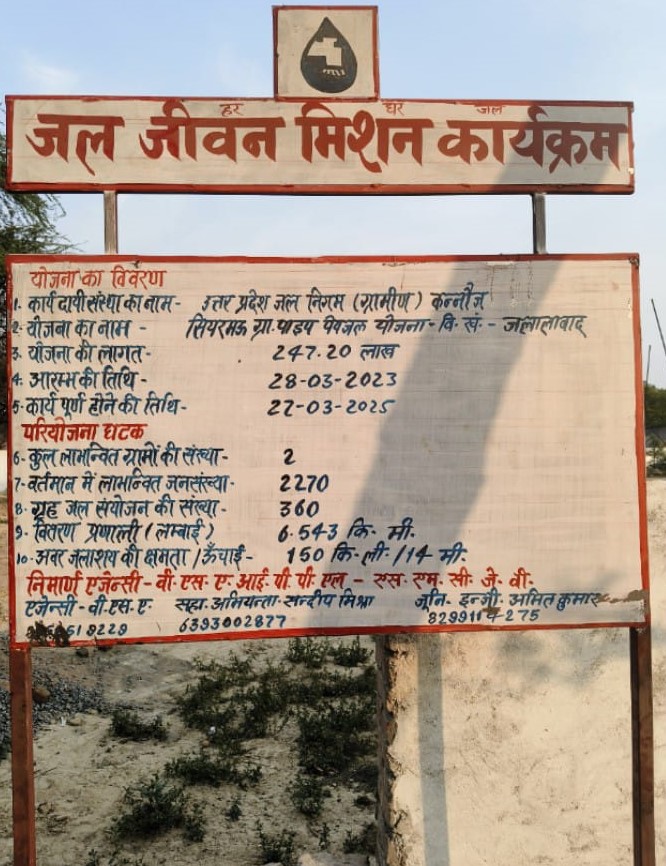 हर घर जल
जल जीवन मिशन कार्यक्रम
योजना का विवरण
1. कार्यदायी संस्था का नाम - उत्तर प्रदेश जल निगम (ग्रामीण) कन्नौज
2. योजना का नाम - सियरमऊ ग्रा. पाइप पेयजल योजना - वि. खं. - जलालाबाद
3. योजना की लागत - 247.20 लाख
4. आरम्भ की तिथि - 28-03-2023
5. कार्य पूर्ण होने की तिथि - 27-03-2025
परियोजना घटक
6. कुल लाभान्वित ग्रामों की संख्या - 2
7. वर्तमान में लाभान्वित जनसंख्या - 2270
8. ग्रह जल संयोजन की संख्या - 360
9. वितरण प्रणाली (लम्बाई) 6.543 कि. मी.
10. अवर जलाशय की क्षमता / ऊँचाई - 150 कि. ली. / 14 मी.
निमार्ण एजेन्सी - वी. एस. ए. आई. पी. पी. एल - एस. एम. सी. जे. वी.
एजेन्सी - वी. एस. ए. सहा. अभियन्ता - सन्दीप मिश्रा जूनि. इन्जी. अमित कुमार
6393002877